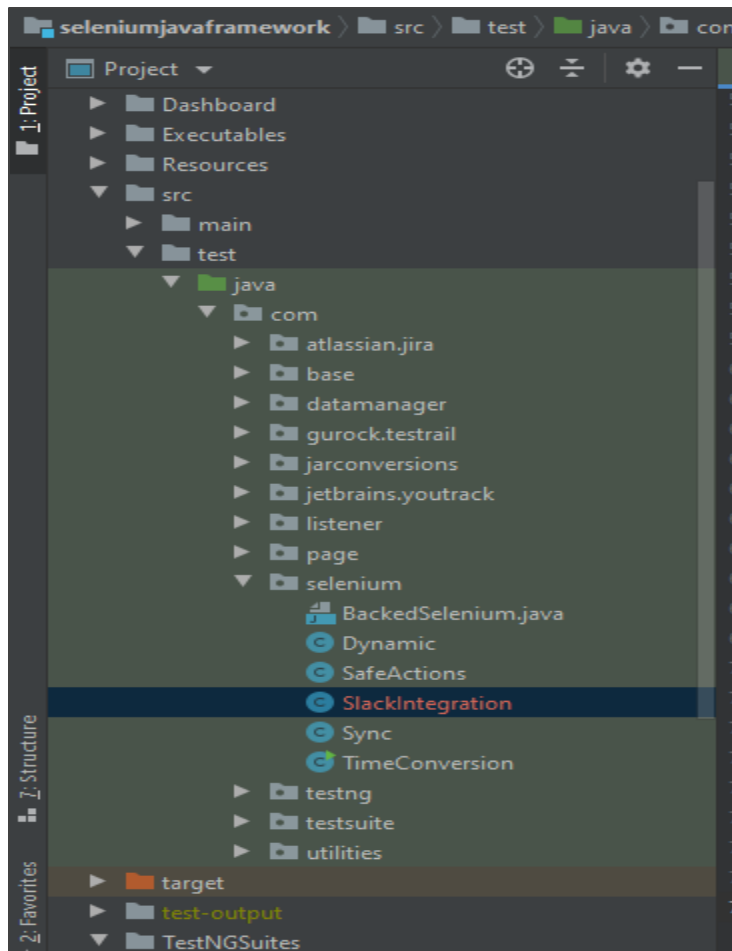 seleniumjavaframework src test java con
Project
1: Project
Dashboard
Executables
Resources
src
main
test
java
com
atlassian.jira
base
datamanager
gurock.testrail
jarconversions
jetbrains.youtrack
listener
page
selenium
BackedSelenium.java
Dynamic
SafeActions
SlackIntegration
Sync
TimeConversion
testng
testsuite
utilities
target
test-output
TestNGSuites
7: Structure
2: Favorites